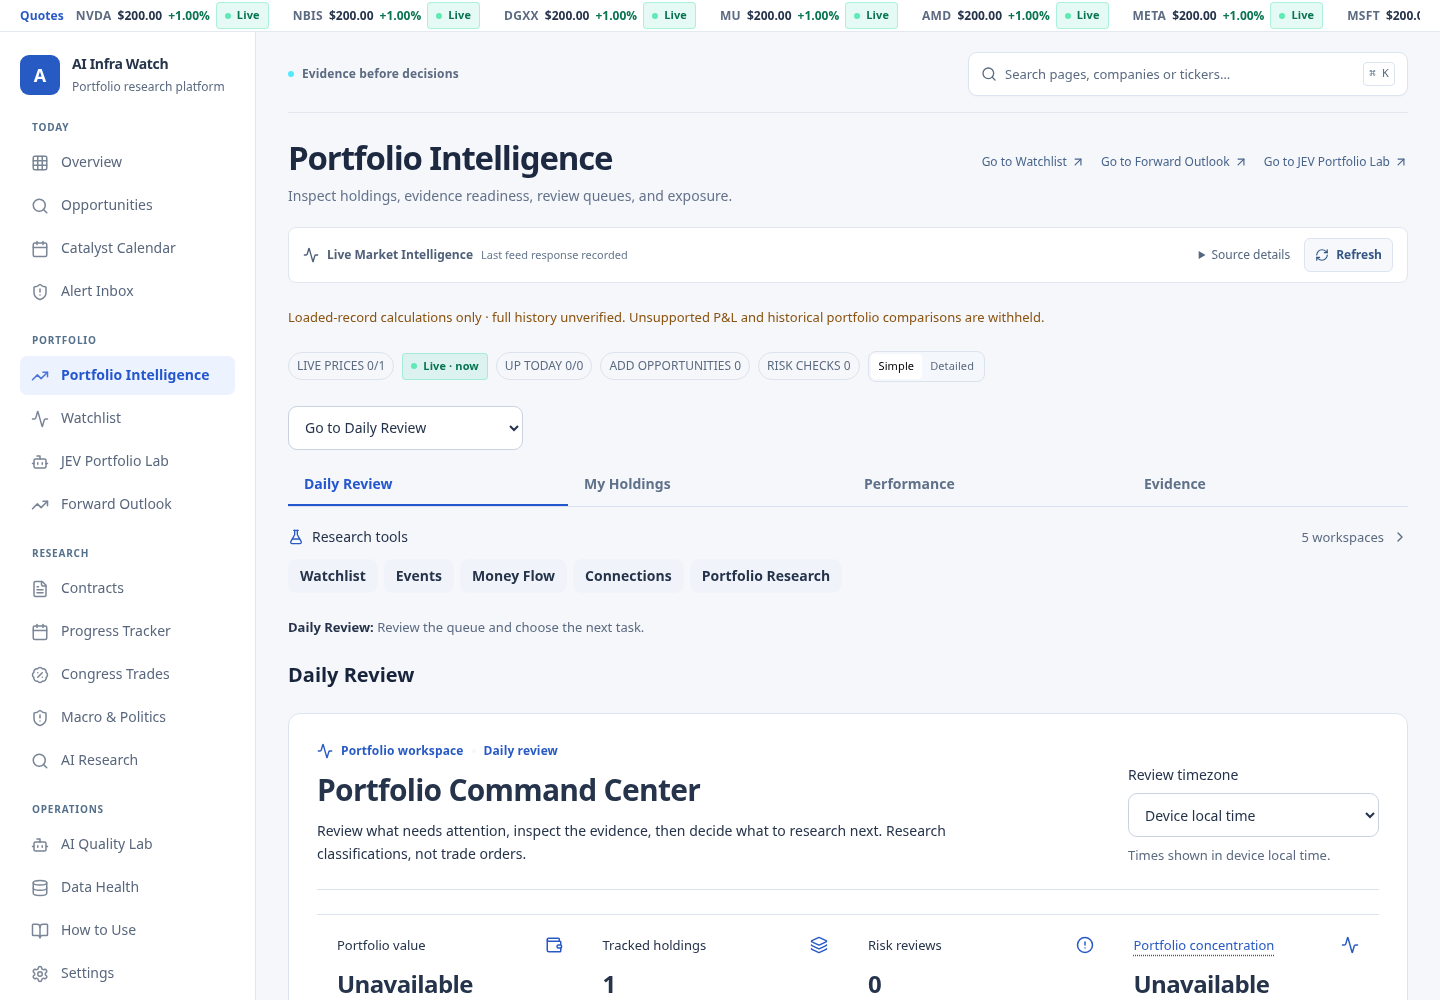 Quotes NVDA $200.00 +1.00% Live NBIS $200.00 +1.00% Live DGXX $200.00 +1.00% Live MU $200.00 +1.00% Live AMD $200.00 +1.00% Live META $200.00 +1.00% Live MSFT
A
AI Infra Watch
Portfolio research platform
TODAY
Overview
Opportunities
Catalyst Calendar
Alert Inbox
PORTFOLIO
Portfolio Intelligence
Watchlist
JEV Portfolio Lab
Forward Outlook
RESEARCH
Contracts
Progress Tracker
Congress Trades
Macro & Politics
AI Research
OPERATIONS
AI Quality Lab
Data Health
How to Use
Settings
Evidence before decisions
Search pages, companies or tickers... ⌘ K
Portfolio Intelligence
Go to Watchlist Go to Forward Outlook Go to JEV Portfolio Lab
Inspect holdings, evidence readiness, review queues, and exposure.
Live Market Intelligence Last feed response recorded Source details Refresh
Loaded-record calculations only · full history unverified. Unsupported P&L and historical portfolio comparisons are withheld.
LIVE PRICES 0/1 Live · now UP TODAY 0/0 ADD OPPORTUNITIES 0 RISK CHECKS 0 Simple Detailed
Go to Daily Review
Daily Review My Holdings Performance Evidence
Research tools 5 workspaces
Watchlist Events Money Flow Connections Portfolio Research
Daily Review: Review the queue and choose the next task.
Daily Review
Portfolio workspace Daily review
Portfolio Command Center
Review what needs attention, inspect the evidence, then decide what to research next. Research
classifications, not trade orders.
Review timezone
Device local time
Times shown in device local time.
Portfolio value Tracked holdings Risk reviews Portfolio concentration
Unavailable 1 0 Unavailable